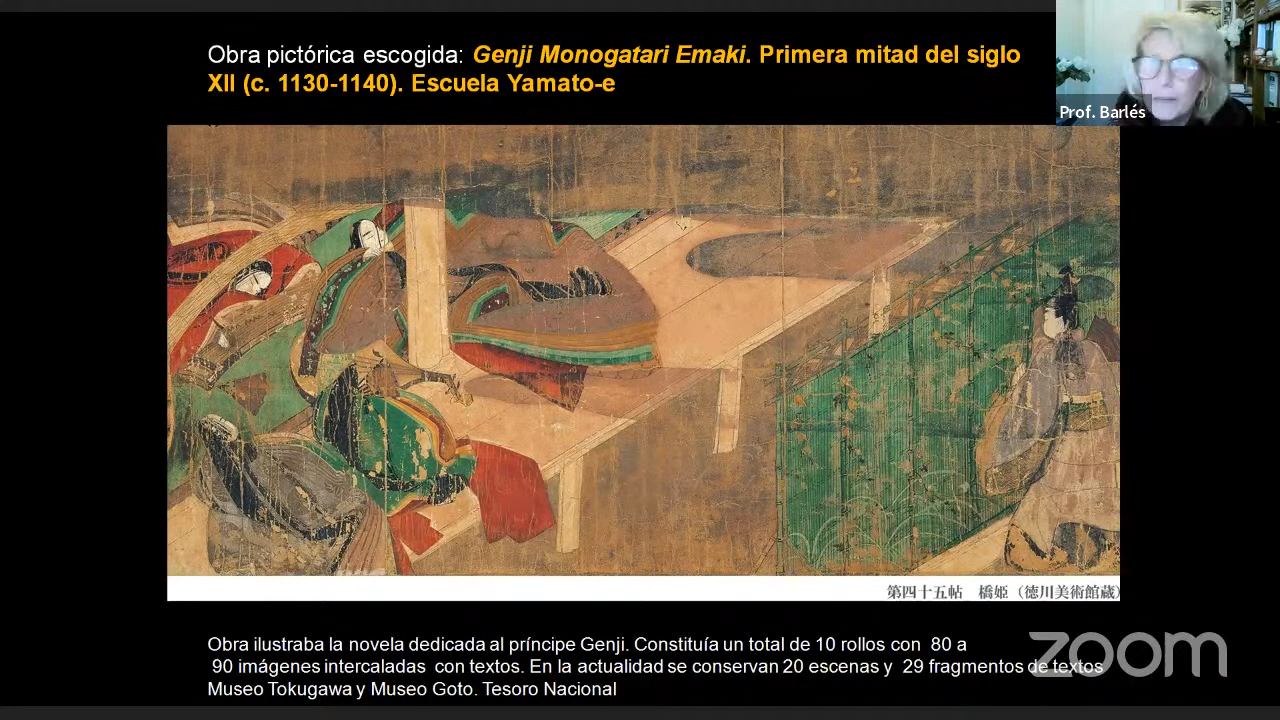 Obra pictórica escogida: Genji Monogatari Emaki. Primera mitad del siglo
XII (c. 1130-1140). Escuela Yamato-e
Prof. Barlés
第四十五帖　橋姫（徳川美術館蔵）
Obra ilustraba la novela dedicada al príncipe Genji. Constituía un total de 10 rollos con 80 a
90 imágenes intercaladas con textos. En la actualidad se conservan 20 escenas y 29 fragmentos de textos
Museo Tokugawa y Museo Goto. Tesoro Nacional
zoom